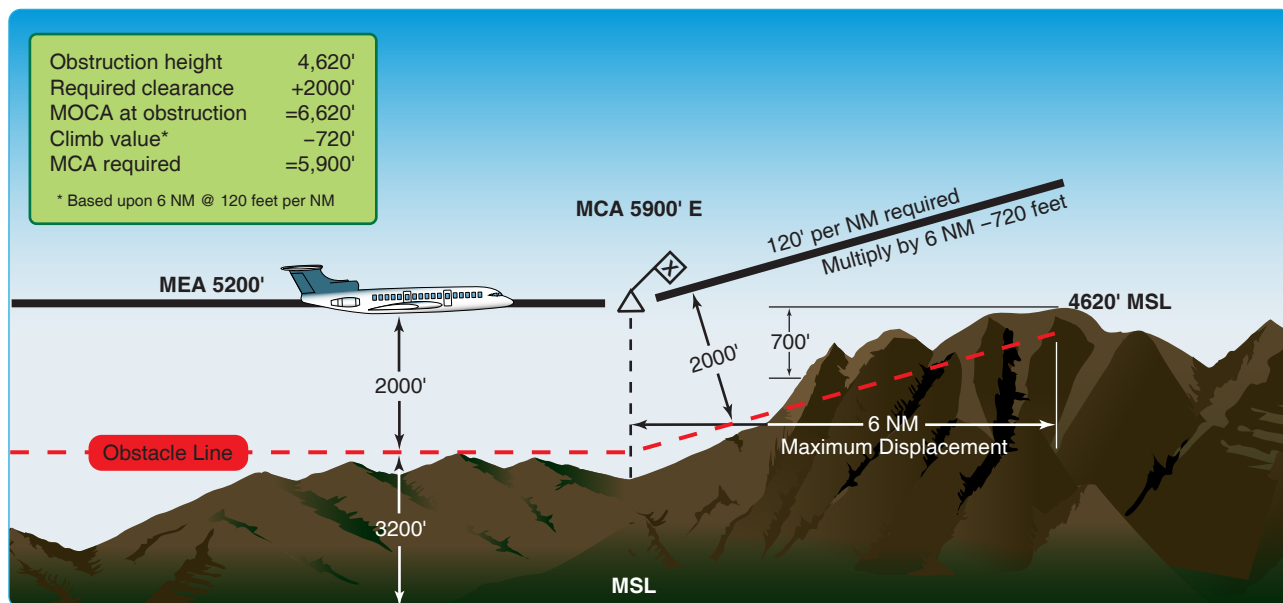 Obstruction height 4,620'
Required clearance +2000'
MOCA at obstruction =6,620'
Climb value* −720'
MCA required =5,900'
* Based upon 6 NM @ 120 feet per NM
MCA 5900' E
120' per NM required
Multiply by 6 NM −720 feet
MEA 5200'
4620' MSL
700'
2000'
2000'
6 NM
Maximum Displacement
Obstacle Line
3200'
MSL
X